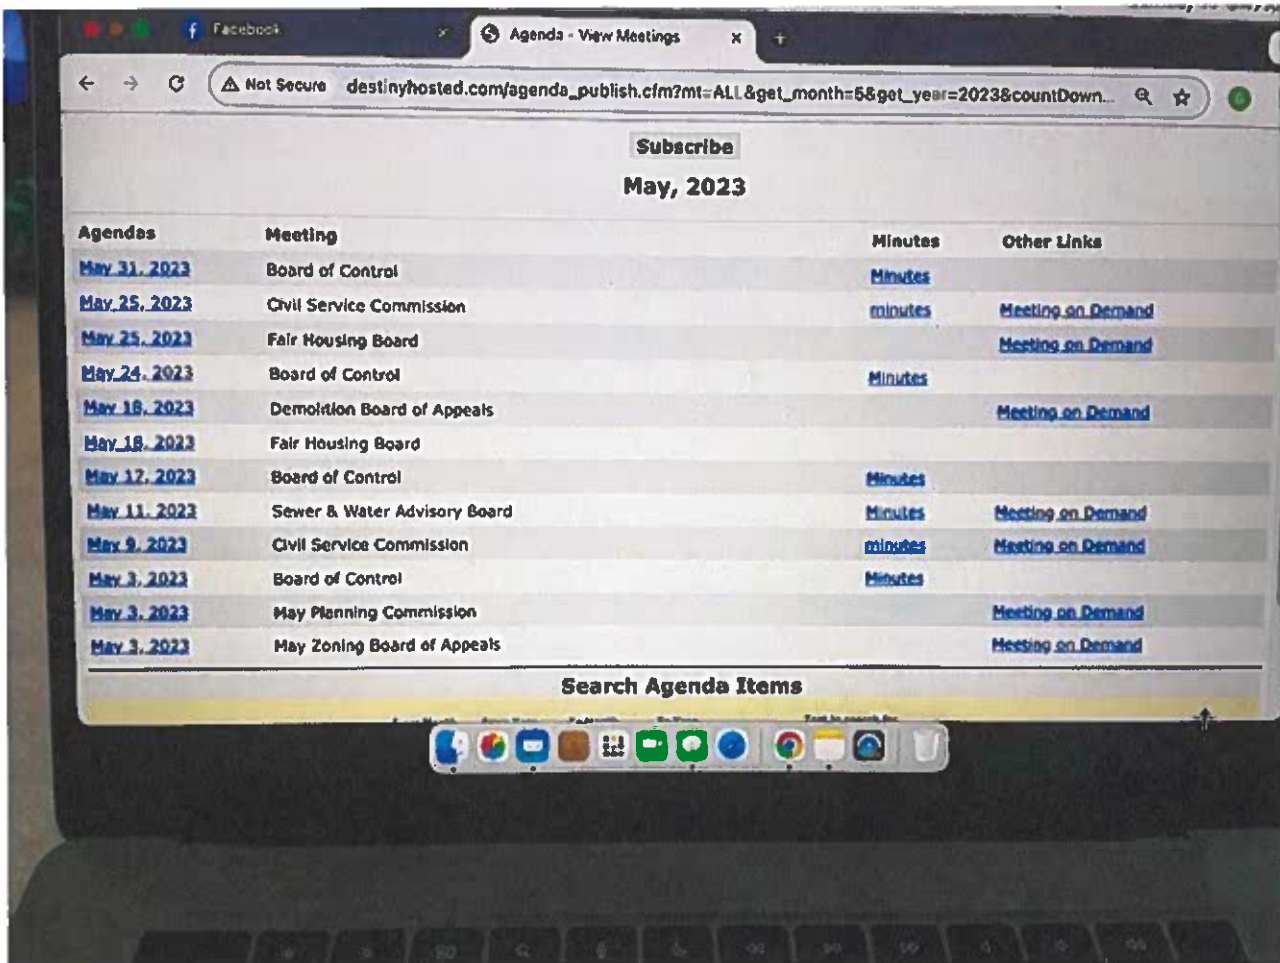 Facebook × Agenda - View Meetings × +
Not Secure destinyhosted.com/agenda_publish.cfm?mt=ALL&get_month=5&get_year=2023&countDown...
Subscribe
May, 2023
Agendas Meeting Minutes Other Links
May 31, 2023 Board of Control Minutes
May 25, 2023 Civil Service Commission minutes Meeting on Demand
May 25, 2023 Fair Housing Board Meeting on Demand
May 24, 2023 Board of Control Minutes
May 18, 2023 Demolition Board of Appeals Meeting on Demand
May 18, 2023 Fair Housing Board
May 17, 2023 Board of Control Minutes
May 11, 2023 Sewer & Water Advisory Board Minutes Meeting on Demand
May 9, 2023 Civil Service Commission minutes Meeting on Demand
May 3, 2023 Board of Control Minutes
May 3, 2023 May Planning Commission Meeting on Demand
May 3, 2023 May Zoning Board of Appeals Meeting on Demand
Search Agenda Items